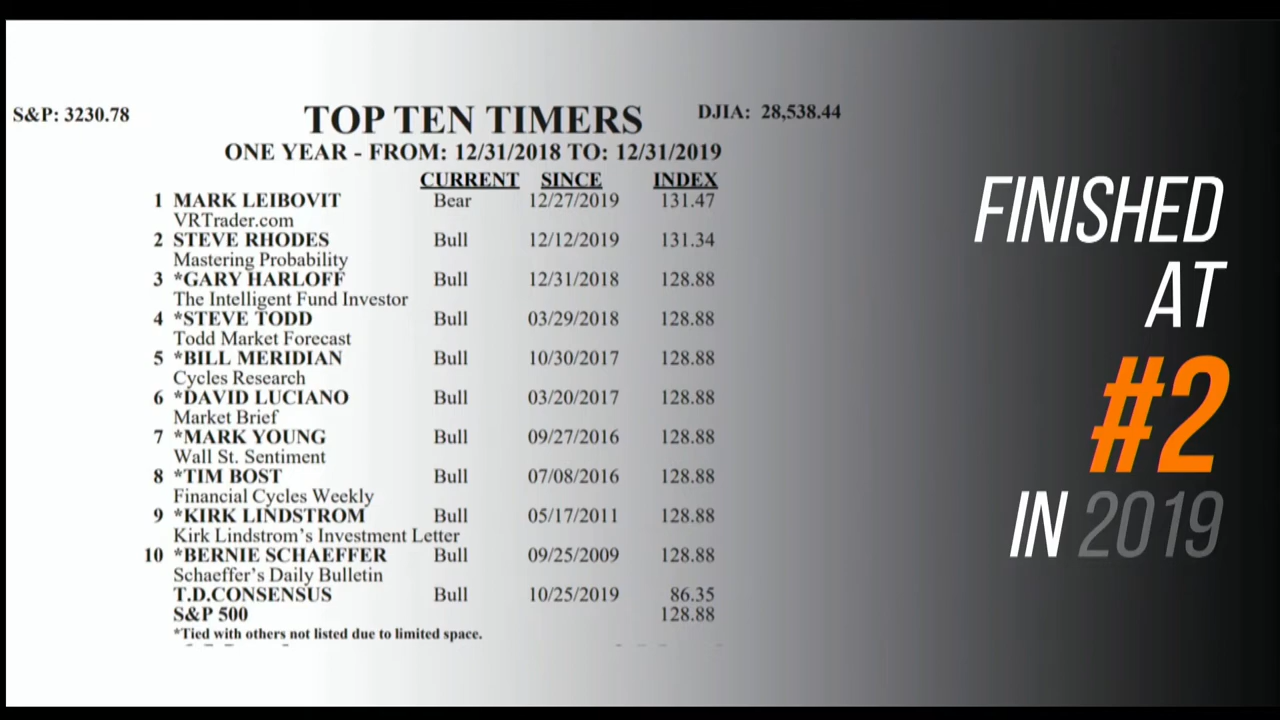 S&P: 3230.78
TOP TEN TIMERS
DJIA: 28,538.44
ONE YEAR - FROM: 12/31/2018 TO: 12/31/2019
CURRENT SINCE INDEX
1 MARK LEIBOVIT Bear 12/27/2019 131.47
VRTrader.com
2 STEVE RHODES Bull 12/12/2019 131.34
Mastering Probability
3 *GARY HARLOFF Bull 12/31/2018 128.88
The Intelligent Fund Investor
4 *STEVE TODD Bull 03/29/2018 128.88
Todd Market Forecast
5 *BILL MERIDIAN Bull 10/30/2017 128.88
Cycles Research
6 *DAVID LUCIANO Bull 03/20/2017 128.88
Market Brief
7 *MARK YOUNG Bull 09/27/2016 128.88
Wall St. Sentiment
8 *TIM BOST Bull 07/08/2016 128.88
Financial Cycles Weekly
9 *KIRK LINDSTROM Bull 05/17/2011 128.88
Kirk Lindstrom's Investment Letter
10 *BERNIE SCHAEFFER Bull 09/25/2009 128.88
Schaeffer's Daily Bulletin
T.D.CONSENSUS Bull 10/25/2019 86.35
S&P 500 128.88
*Tied with others not listed due to limited space.
FINISHED
AT
#2
IN 2019